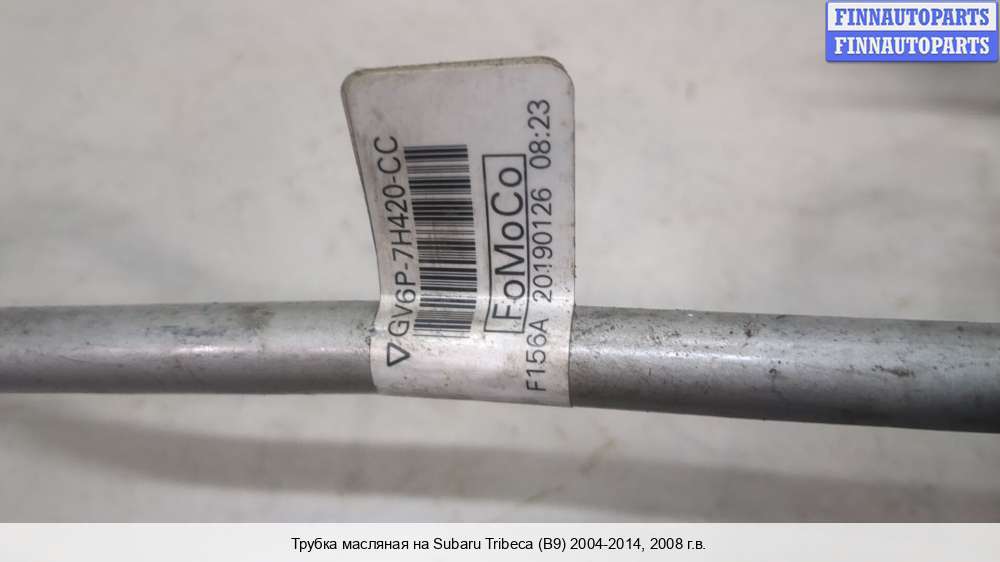 FINNAUTOPARTS
FINNAUTOPARTS
▽GV6P-7H420-CC
FoMoCo
F156A 20190126 08:23
Трубка масляная на Subaru Tribeca (B9) 2004-2014, 2008 г.в.